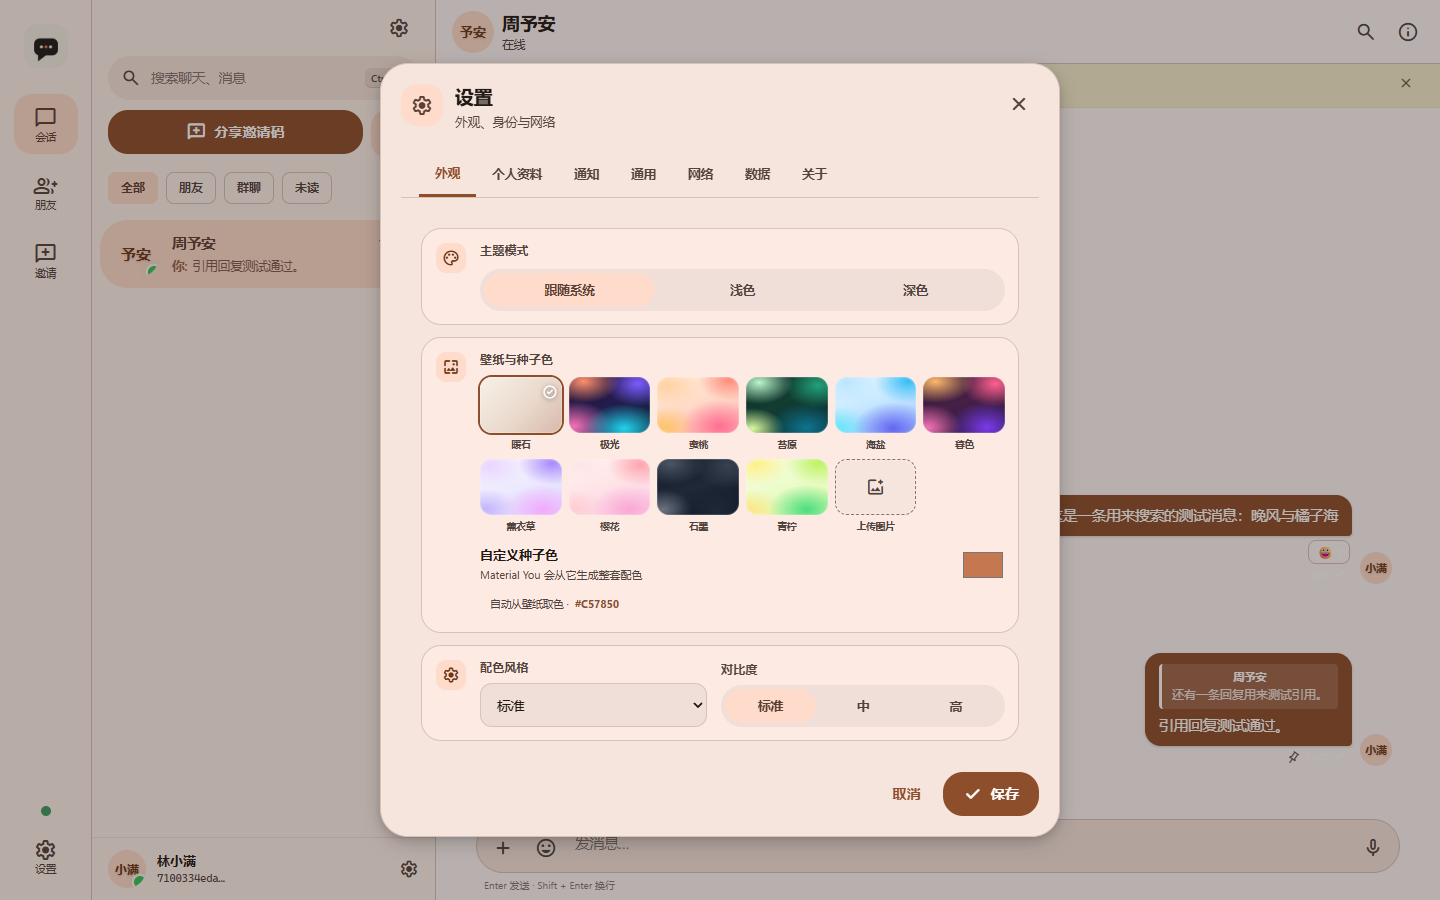 会话
朋友
邀请
设置
搜索聊天、消息
分享邀请码
全部
朋友
群聊
未读
予安
周予安
你: 引用回复测试通过。
小满
林小满
7100334eda…
予安
周予安
在线
设置
外观、身份与网络
外观
个人资料
通知
通用
网络
数据
关于
主题模式
跟随系统
浅色
深色
壁纸与种子色
暖石
极光
蜜桃
苔原
海盐
暮色
薰衣草
樱花
石墨
青柠
上传图片
自定义种子色
Material You 会从它生成整套配色
自动从壁纸取色 · #C57850
配色风格
标准
对比度
标准
中
高
取消
保存
是一条用来搜索的测试消息：晚风与橘子海
小满
周予安
还有一条回复用来测试引用。
引用回复测试通过。
小满
发消息…
Enter 发送 · Shift + Enter 换行